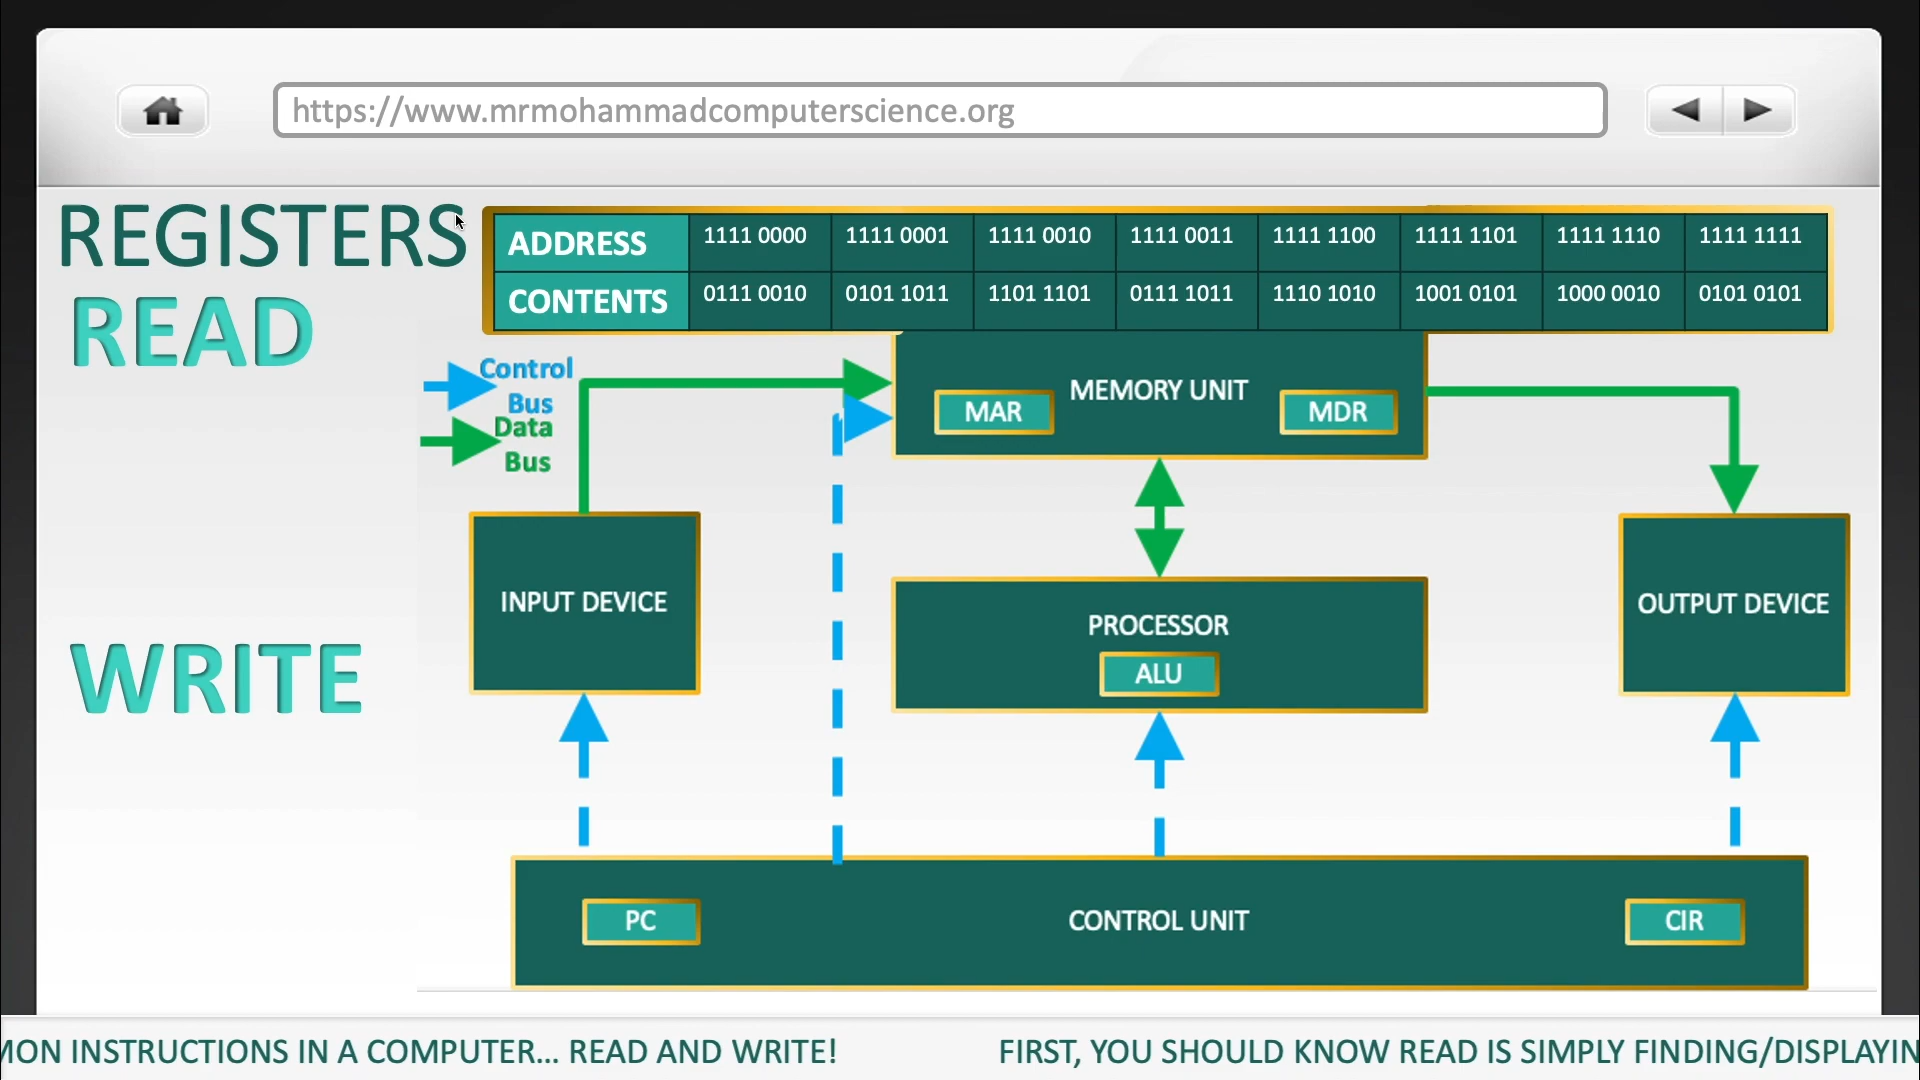 https://www.mrmohammadcomputerscience.org
REGISTERS
READ
WRITE
ADDRESS 1111 0000 1111 0001 1111 0010 1111 0011 1111 1100 1111 1101 1111 1110 1111 1111
CONTENTS 0111 0010 0101 1011 1101 1101 0111 1011 1110 1010 1001 0101 1000 0010 0101 0101
Control
Bus
Data
Bus
MEMORY UNIT
MAR
MDR
INPUT DEVICE
PROCESSOR
ALU
OUTPUT DEVICE
PC
CONTROL UNIT
CIR
INSTRUCTIONS IN A COMPUTER... READ AND WRITE! FIRST, YOU SHOULD KNOW READ IS SIMPLY